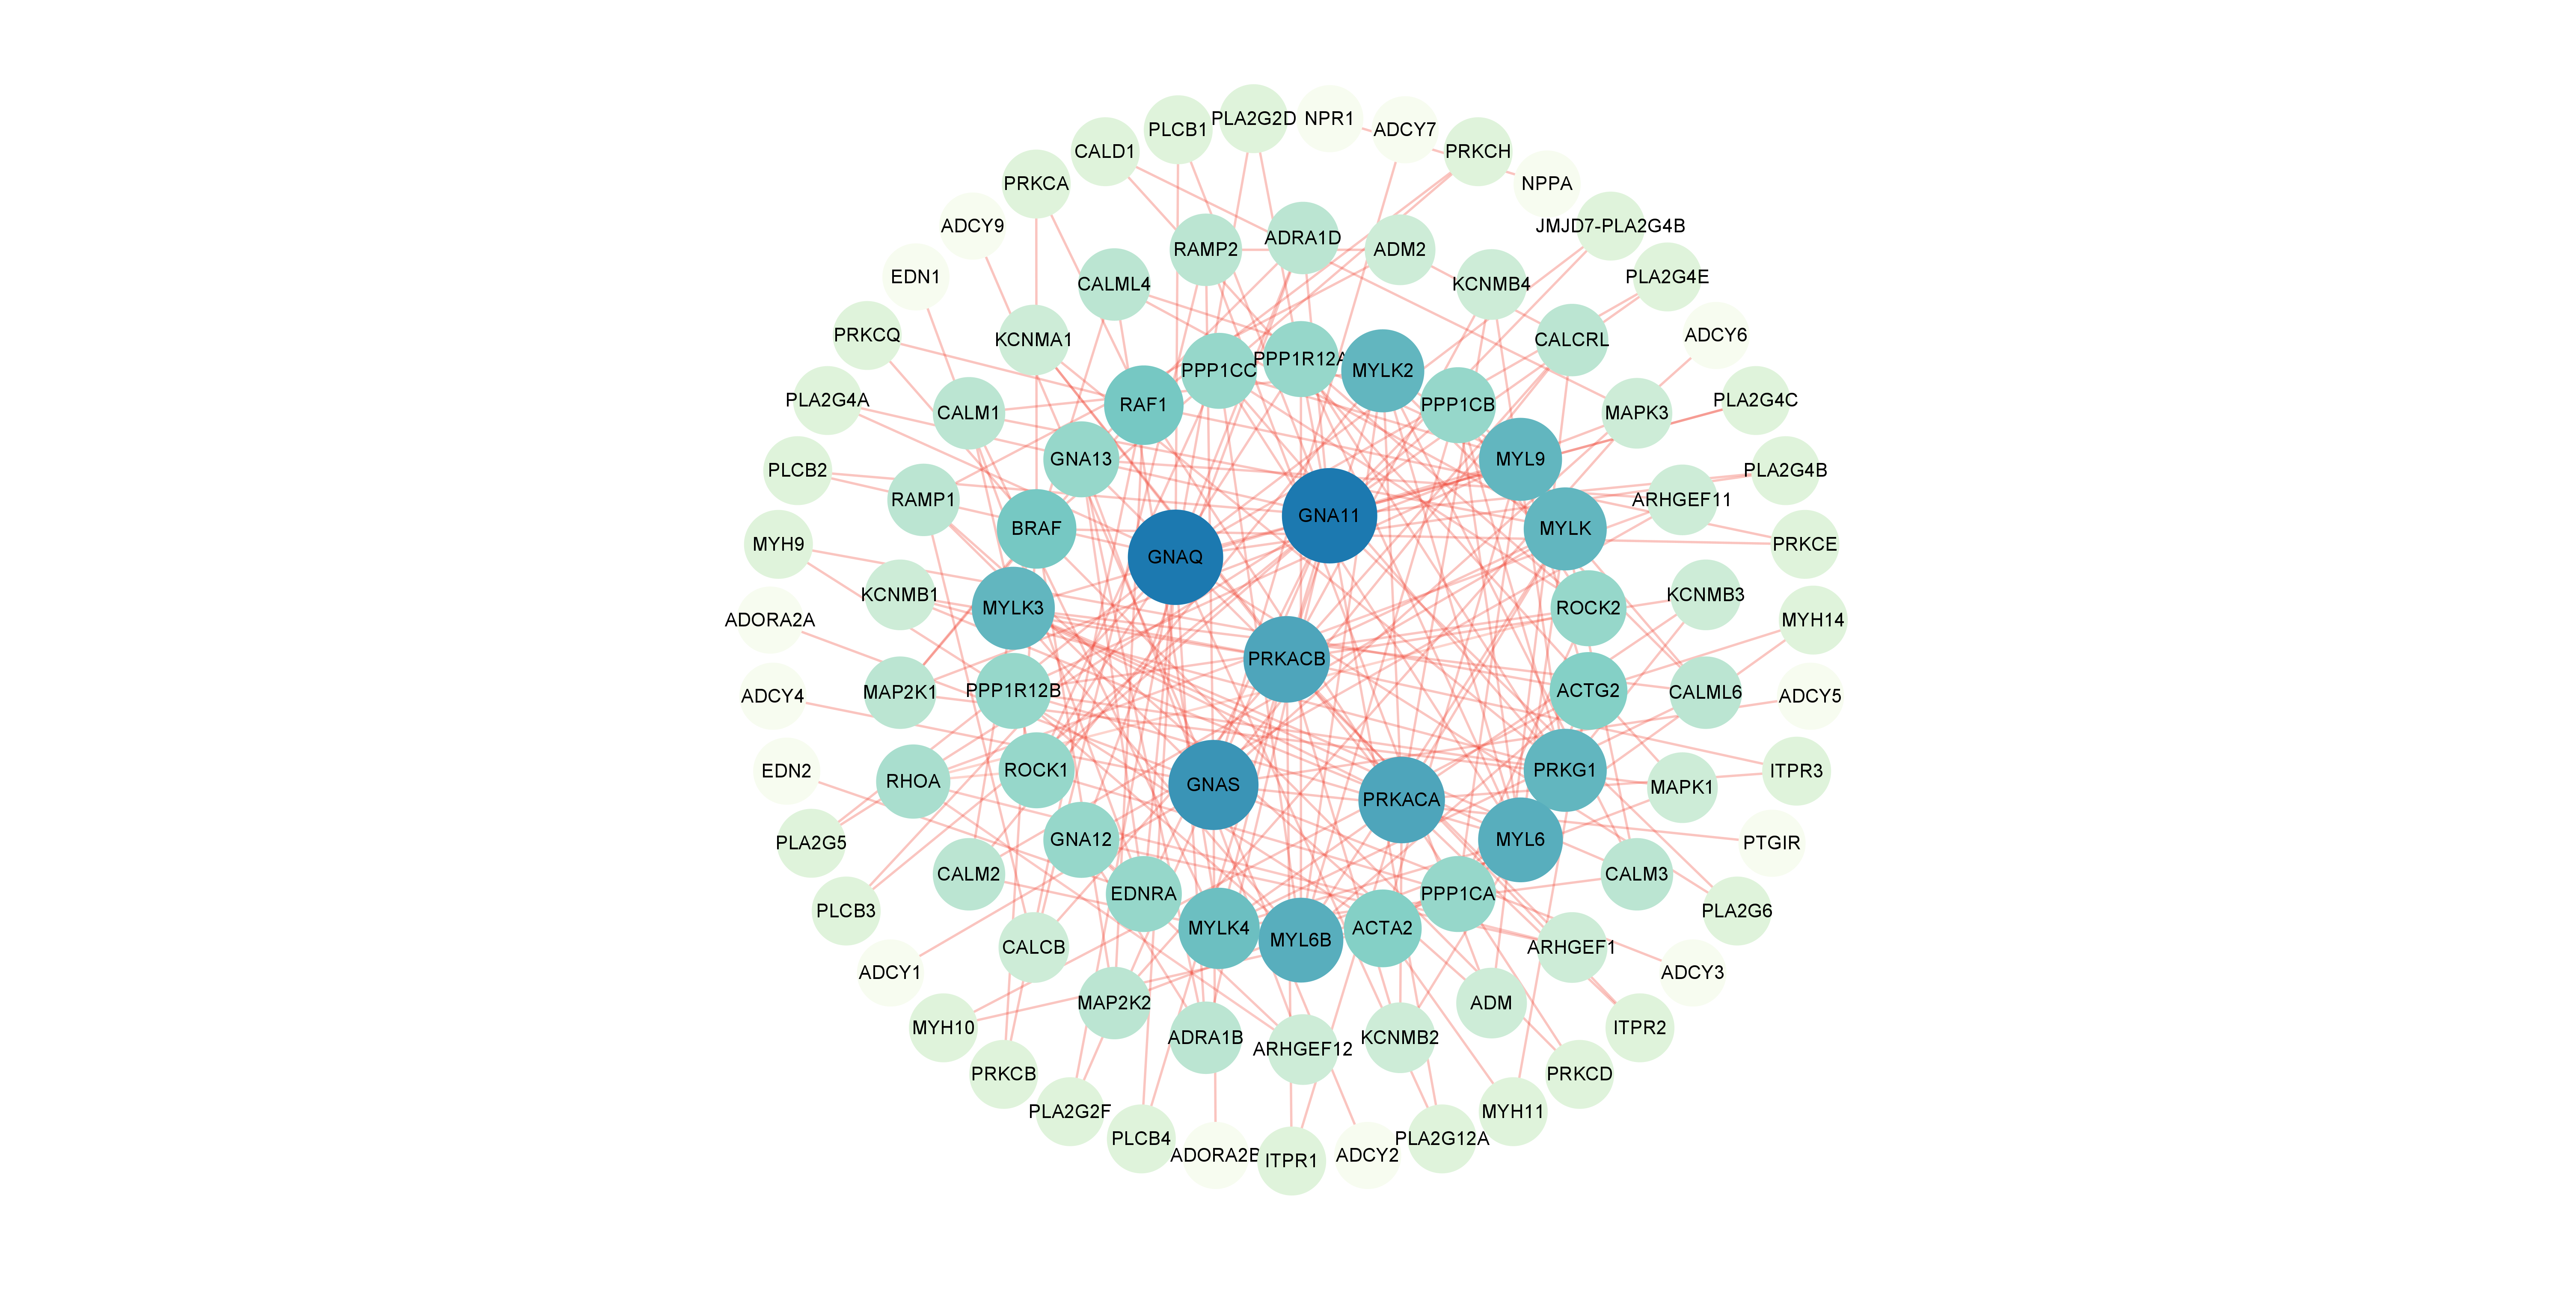 PLA2G2D
NPR1
PLCB1
ADCY7
CALD1
PRKCH
PRKCA
NPPA
ADCY9
JMJD7-PLA2G4B
ADRA1D
RAMP2
ADM2
EDN1
PLA2G4E
CALML4
KCNMB4
PRKCQ
ADCY6
KCNMA1
CALCRL
PPP1R12A
PPP1CC
MYLK2
PLA2G4A
PLA2G4C
RAF1
PPP1CB
CALM1
MAPK3
GNA13
MYL9
PLCB2
PLA2G4B
RAMP1
ARHGEF11
GNA11
BRAF
MYLK
MYH9
PRKCE
GNAQ
KCNMB1
KCNMB3
MYLK3
ROCK2
ADORA2A
MYH14
PRKACB
MAP2K1
PPP1R12B
ACTG2
CALML6
ADCY4
ADCY5
EDN2
ROCK1
PRKG1
ITPR3
RHOA
GNAS
MAPK1
PRKACA
PLA2G5
GNA12
MYL6
PTGIR
CALM2
CALM3
EDNRA
PPP1CA
PLCB3
PLA2G6
MYLK4
ACTA2
MYL6B
CALCB
ARHGEF1
ADCY1
ADCY3
MAP2K2
ADM
MYH10
ITPR2
ADRA1B
KCNMB2
ARHGEF12
PRKCB
PRKCD
PLA2G2F
MYH11
PLCB4
PLA2G12A
ADORA2B
ADCY2
ITPR1